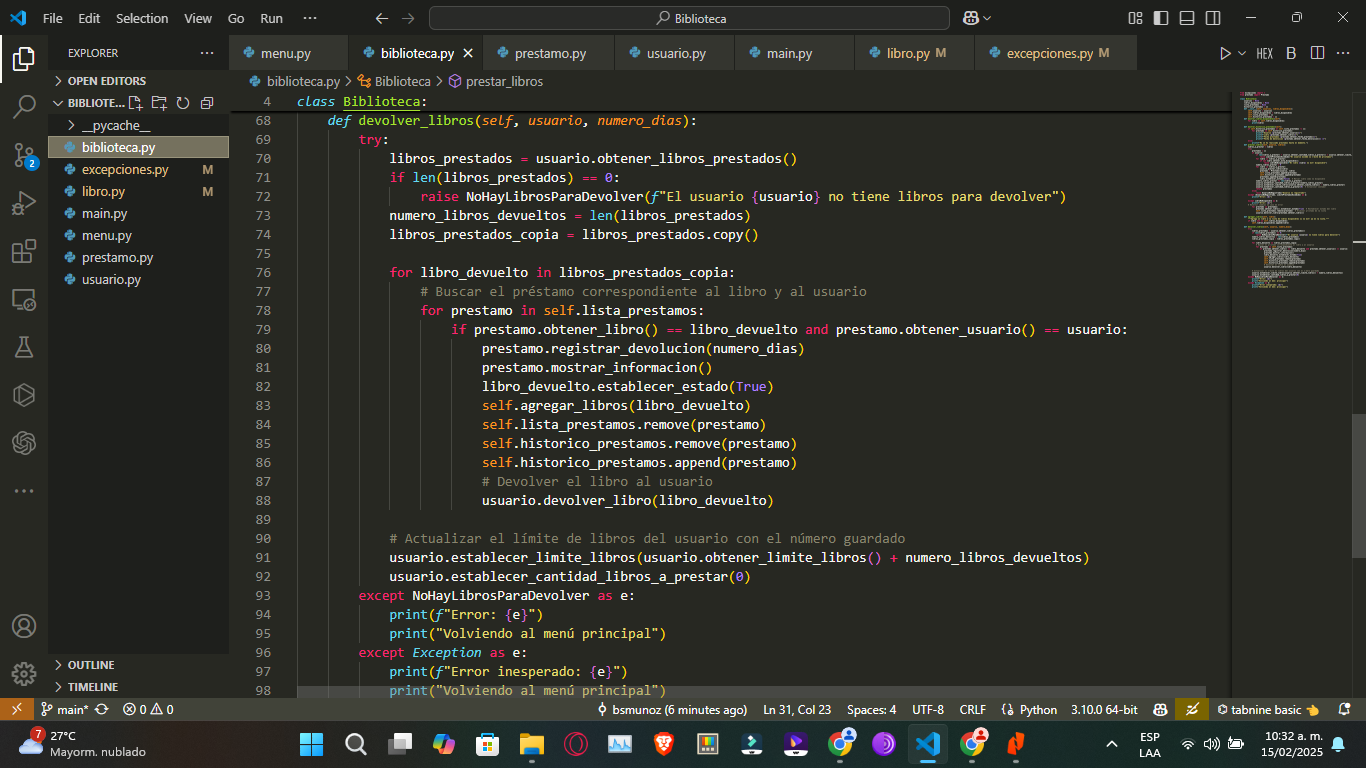 File Edit Selection View Go Run ··· Biblioteca
EXPLORER ···
OPEN EDITORS
BIBLIOTE...
__pycache__
biblioteca.py
excepciones.py M
libro.py M
main.py
menu.py
prestamo.py
usuario.py
OUTLINE
TIMELINE
2
menu.py biblioteca.py prestamo.py usuario.py main.py libro.py M excepciones.py M HEX B ···
biblioteca.py > Biblioteca > prestar_libros
4 class Biblioteca:
68 def devolver_libros(self, usuario, numero_dias):
69 try:
70 libros_prestados = usuario.obtener_libros_prestados()
71 if len(libros_prestados) == 0:
72 raise NoHayLibrosParaDevolver(f"El usuario {usuario} no tiene libros para devolver")
73 numero_libros_devueltos = len(libros_prestados)
74 libros_prestados_copia = libros_prestados.copy()
75
76 for libro_devuelto in libros_prestados_copia:
77 # Buscar el préstamo correspondiente al libro y al usuario
78 for prestamo in self.lista_prestamos:
79 if prestamo.obtener_libro() == libro_devuelto and prestamo.obtener_usuario() == usuario:
80 prestamo.registrar_devolucion(numero_dias)
81 prestamo.mostrar_informacion()
82 libro_devuelto.establecer_estado(True)
83 self.agregar_libros(libro_devuelto)
84 self.lista_prestamos.remove(prestamo)
85 self.historico_prestamos.remove(prestamo)
86 self.historico_prestamos.append(prestamo)
87 # Devolver el libro al usuario
88 usuario.devolver_libro(libro_devuelto)
89
90 # Actualizar el límite de libros del usuario con el número guardado
91 usuario.establecer_limite_libros(usuario.obtener_limite_libros() + numero_libros_devueltos)
92 usuario.establecer_cantidad_libros_a_prestar(0)
93 except NoHayLibrosParaDevolver as e:
94 print(f"Error: {e}")
95 print("Volviendo al menú principal")
96 except Exception as e:
97 print(f"Error inesperado: {e}")
98 print("Volviendo al menú principal")
main* 0 0 bsmunoz (6 minutes ago) Ln 31, Col 23 Spaces: 4 UTF-8 CRLF Python 3.10.0 64-bit tabnine basic
7 27°C
Mayorm. nublado
ESP
LAA
10:32 a. m.
15/02/2025